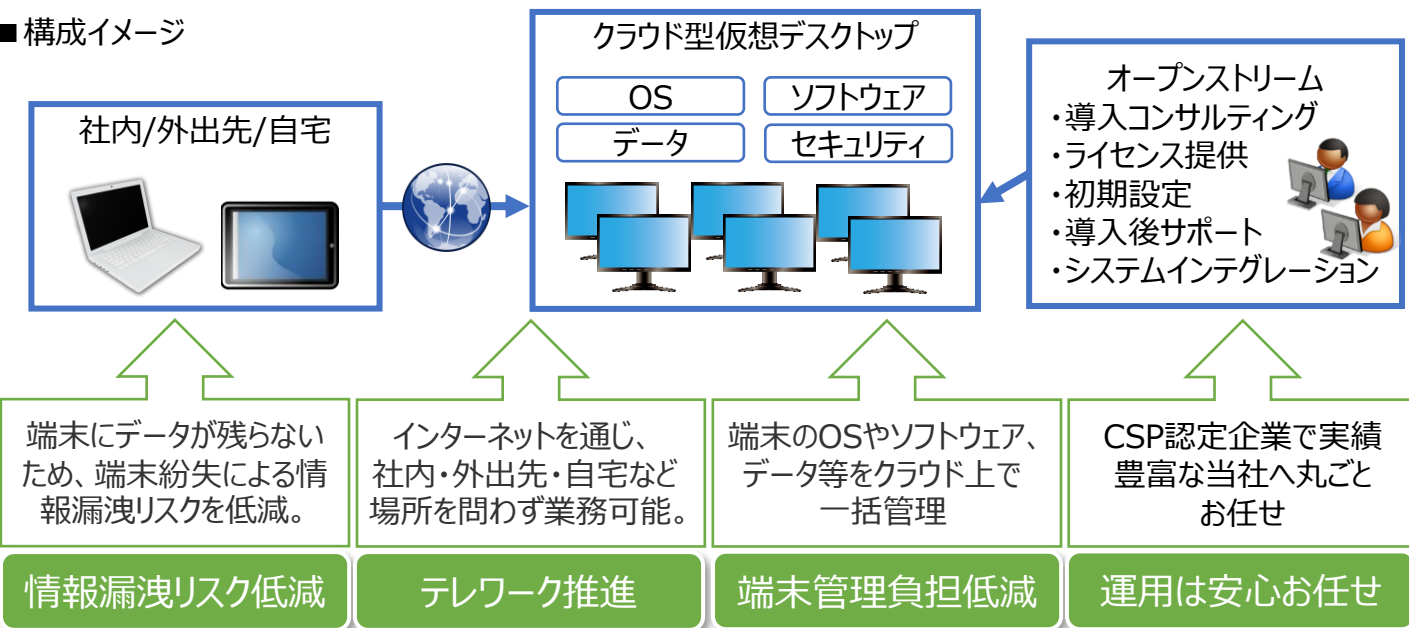 ■構成イメージ
社内/外出先/自宅
クラウド型仮想デスクトップ
OS
ソフトウェア
データ
セキュリティ
オープンストリーム
・導入コンサルティング
・ライセンス提供
・初期設定
・導入後サポート
・システムインテグレーション
端末にデータが残らない
ため、端末紛失による情
報漏洩リスクを低減。
インターネットを通じ、
社内・外出先・自宅など
場所を問わず業務可能。
端末のOSやソフトウェア、
データ等をクラウド上で
一括管理
CSP認定企業で実績
豊富な当社へ丸ごと
お任せ
情報漏洩リスク低減
テレワーク推進
端末管理負担低減
運用は安心お任せ